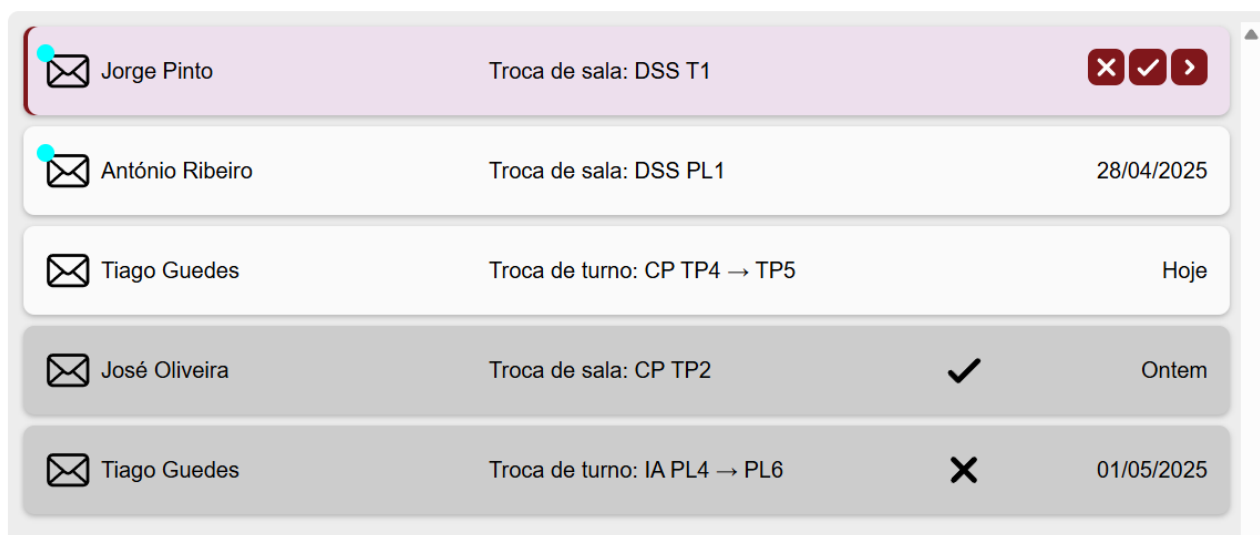 Jorge Pinto Troca de sala: DSS T1
António Ribeiro Troca de sala: DSS PL1 28/04/2025
Tiago Guedes Troca de turno: CP TP4 → TP5 Hoje
José Oliveira Troca de sala: CP TP2 Ontem
Tiago Guedes Troca de turno: IA PL4 → PL6 01/05/2025